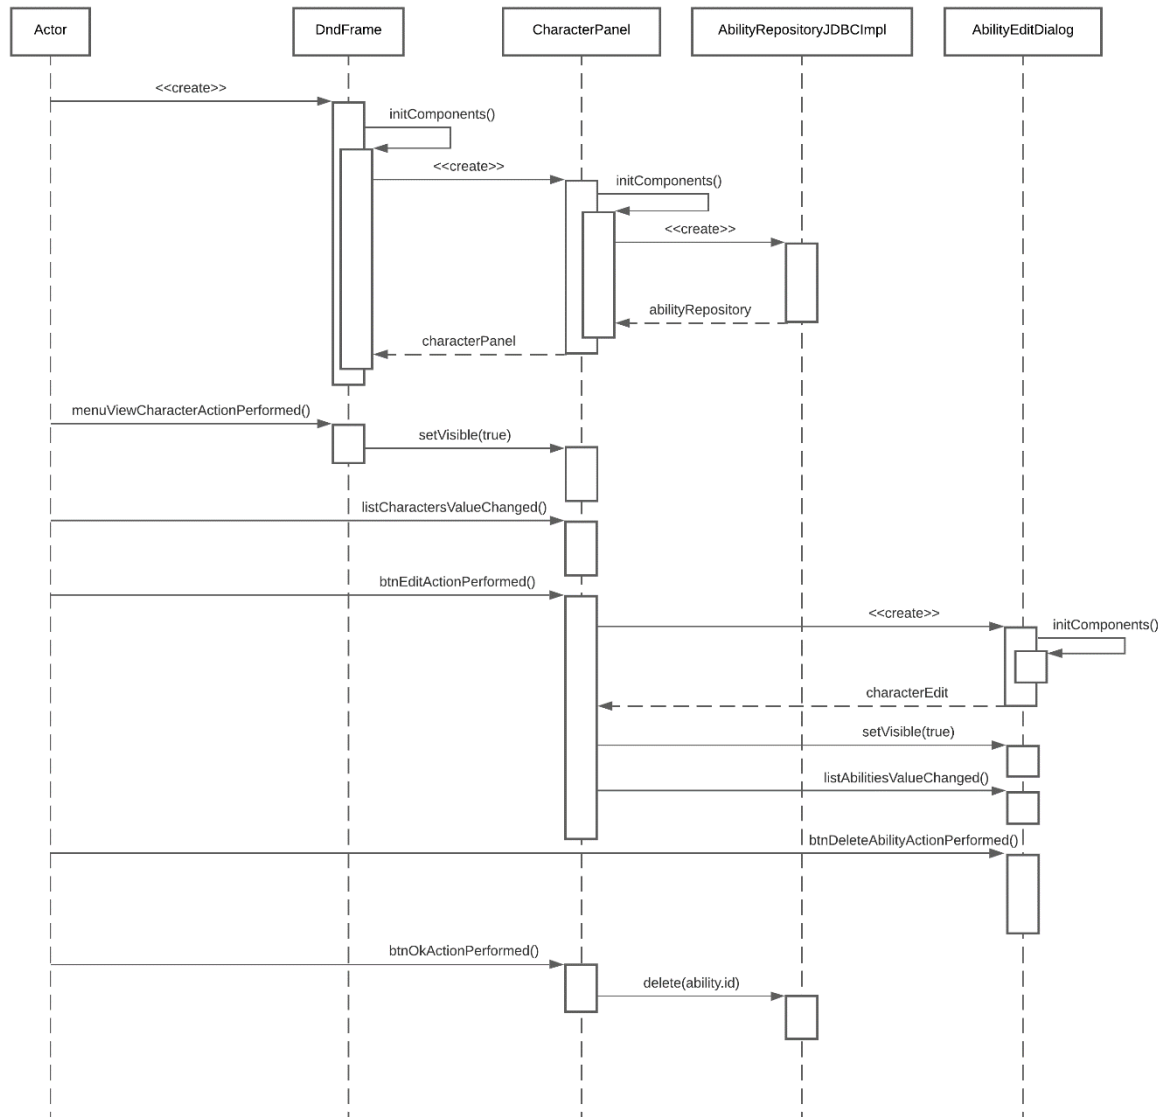 Actor
DndFrame
CharacterPanel
AbilityRepositoryJDBCImpl
AbilityEditDialog
<<create>>
initComponents()
<<create>>
initComponents()
<<create>>
abilityRepository
characterPanel
menuViewCharacterActionPerformed()
setVisible(true)
listCharactersValueChanged()
btnEditActionPerformed()
<<create>>
initComponents()
characterEdit
setVisible(true)
listAbilitiesValueChanged()
btnDeleteAbilityActionPerformed()
btnOkActionPerformed()
delete(ability.id)